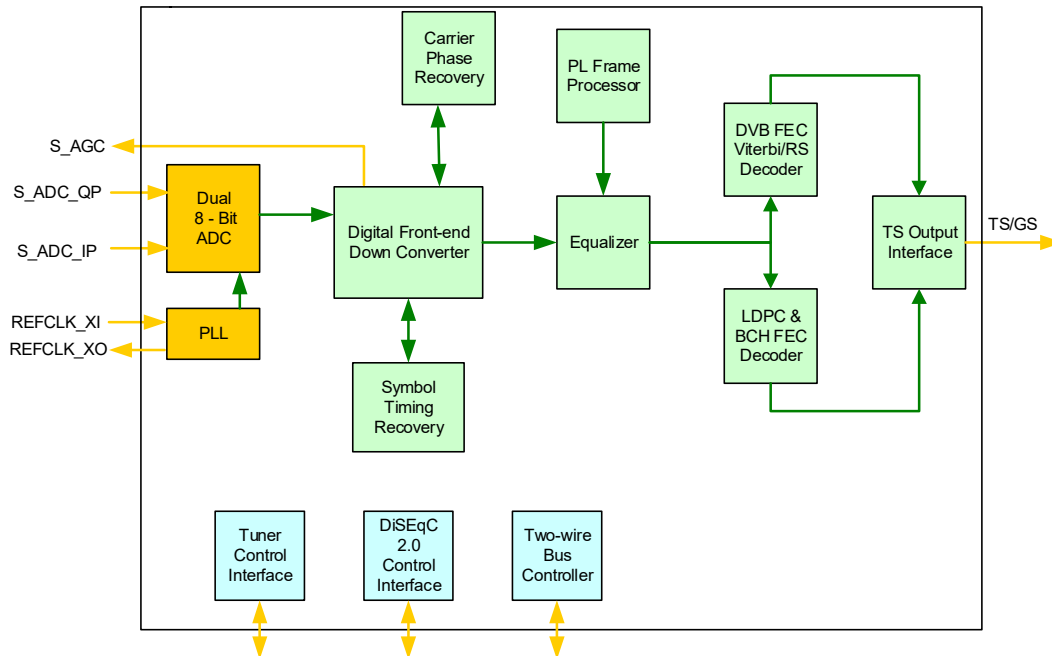 Carrier
Phase
Recovery
PL Frame
Processor
DVB FEC
Viterbi/RS
Decoder
S_AGC
S_ADC_QP
S_ADC_IP
Dual
8 - Bit
ADC
Digital Front-end
Down Converter
Equalizer
TS Output
Interface
TS/GS
REFCLK_XI
REFCLK_XO
PLL
LDPC &
BCH FEC
Decoder
Symbol
Timing
Recovery
Tuner
Control
Interface
DiSEqC
2.0
Control
Interface
Two-wire
Bus
Controller